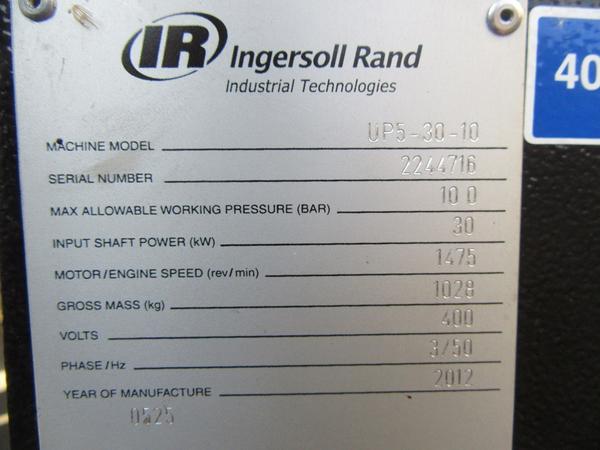 IR Ingersoll Rand
Industrial Technologies
40
MACHINE MODEL UP5-30-10
SERIAL NUMBER 2244716
MAX ALLOWABLE WORKING PRESSURE (BAR) 10 0
INPUT SHAFT POWER (kW) 30
MOTOR/ENGINE SPEED (rev/min) 1475
GROSS MASS (kg) 1028
VOLTS 400
PHASE/Hz 3/50
YEAR OF MANUFACTURE 2012
0525